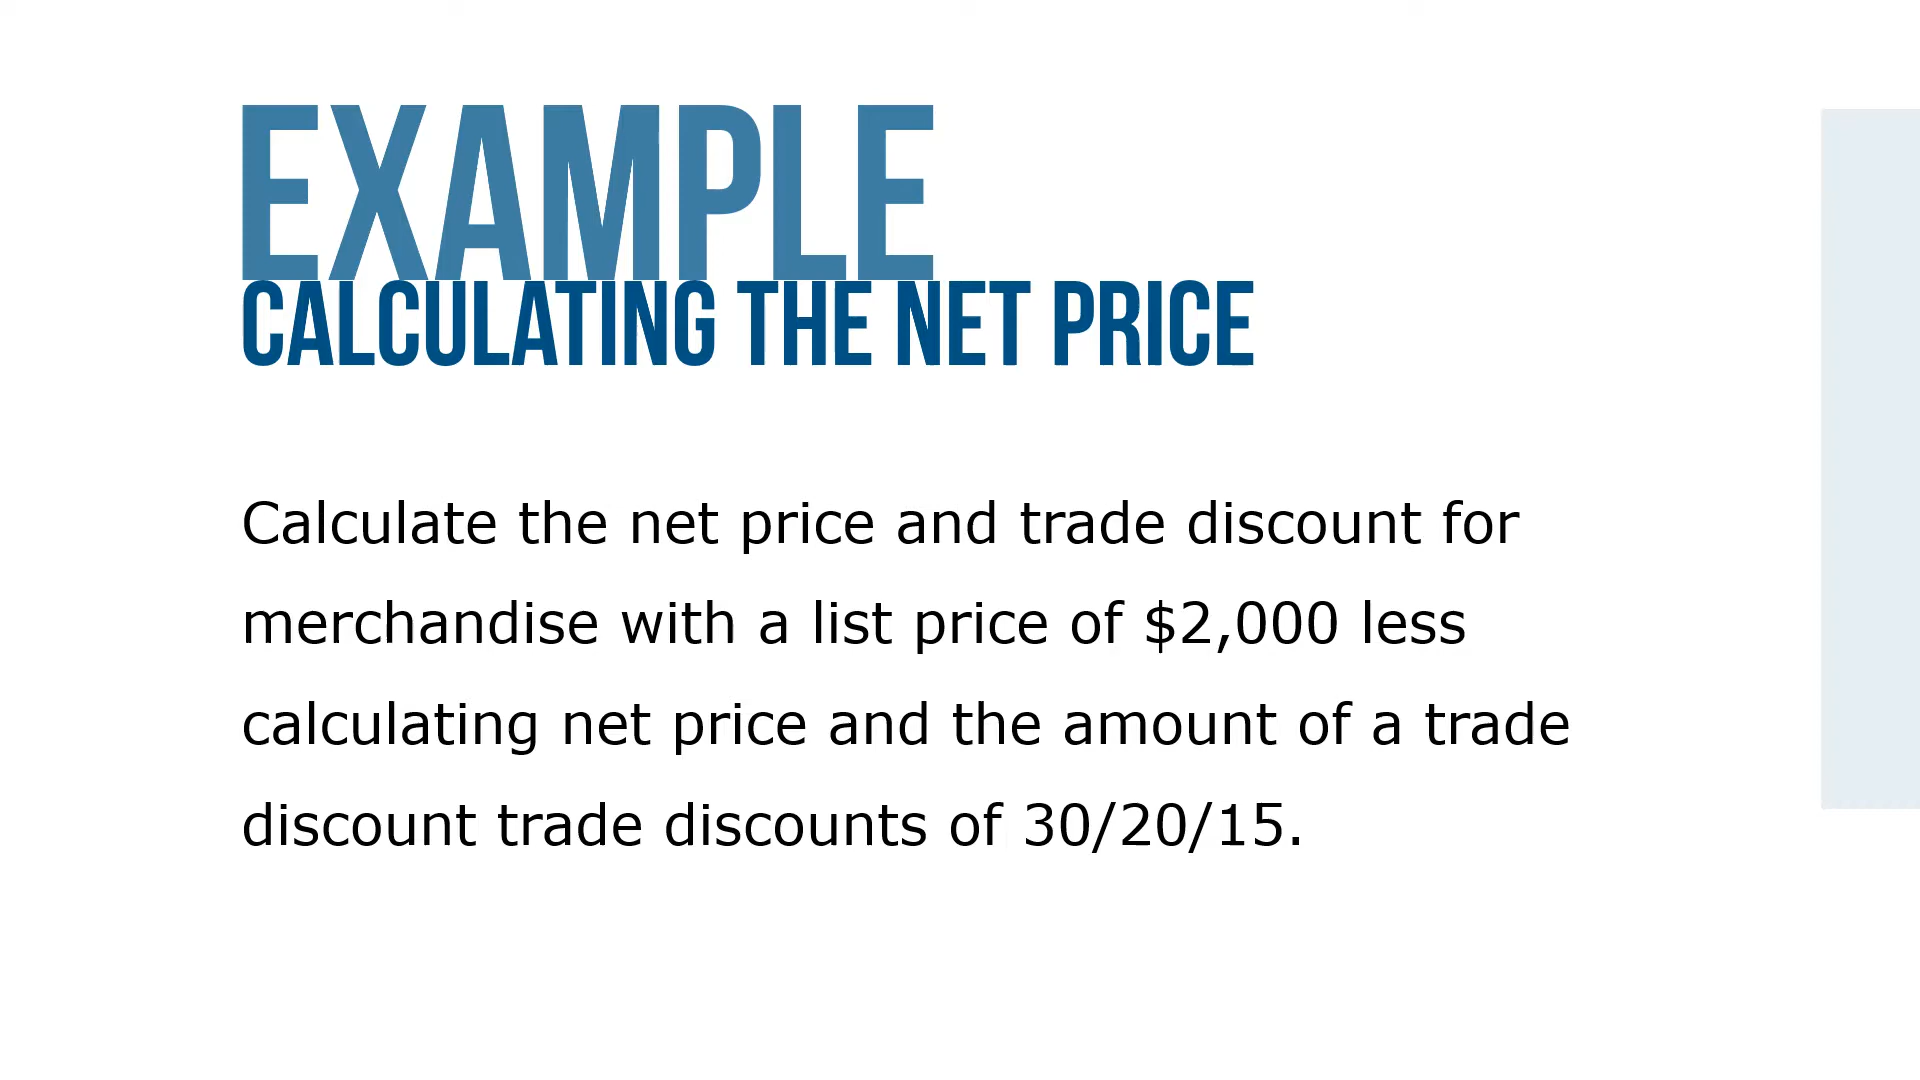 EXAMPLE
CALCULATING THE NET PRICE
Calculate the net price and trade discount for
merchandise with a list price of $2,000 less
calculating net price and the amount of a trade
discount trade discounts of 30/20/15.